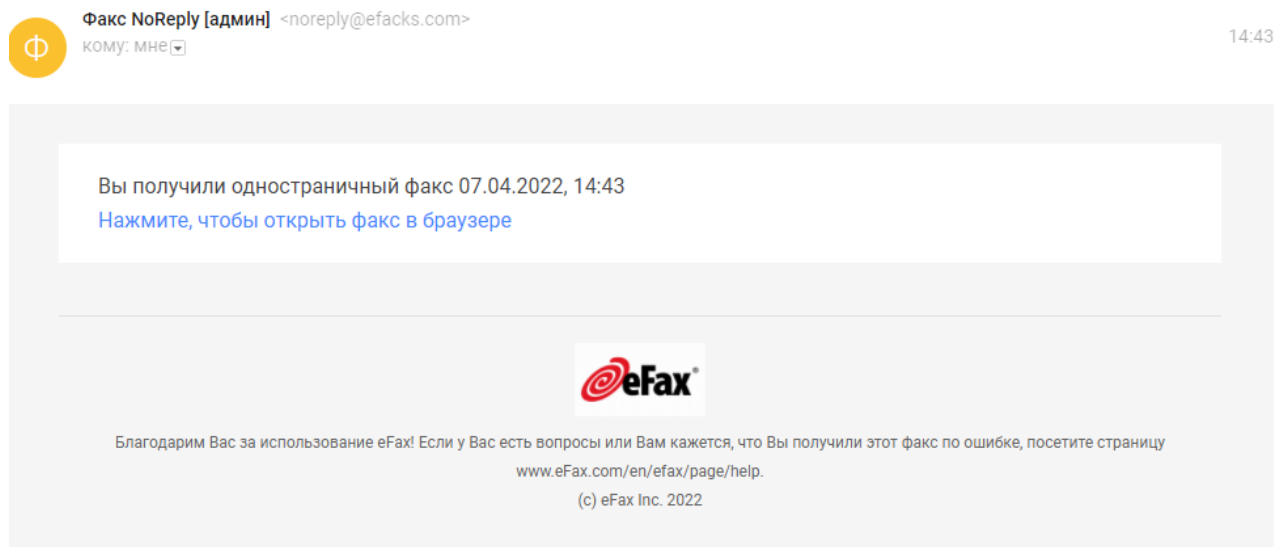 Факс NoReply [админ] <noreply@efacks.com>
кому: мне
14:43
Ф
Вы получили одностраничный факс 07.04.2022, 14:43
Нажмите, чтобы открыть факс в браузере
eFax®
Благодарим Вас за использование eFax! Если у Вас есть вопросы или Вам кажется, что Вы получили этот факс по ошибке, посетите страницу
www.eFax.com/en/efax/page/help.
(c) eFax Inc. 2022